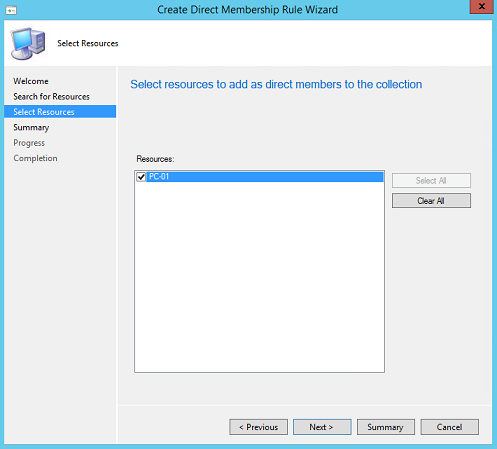 Create Direct Membership Rule Wizard
x
Select Resources
Welcome
Search for Resources
Select Resources
Summary
Progress
Completion
Select resources to add as direct members to the collection
Resources:
PC-01
Select All
Clear All
< Previous
Next >
Summary
Cancel